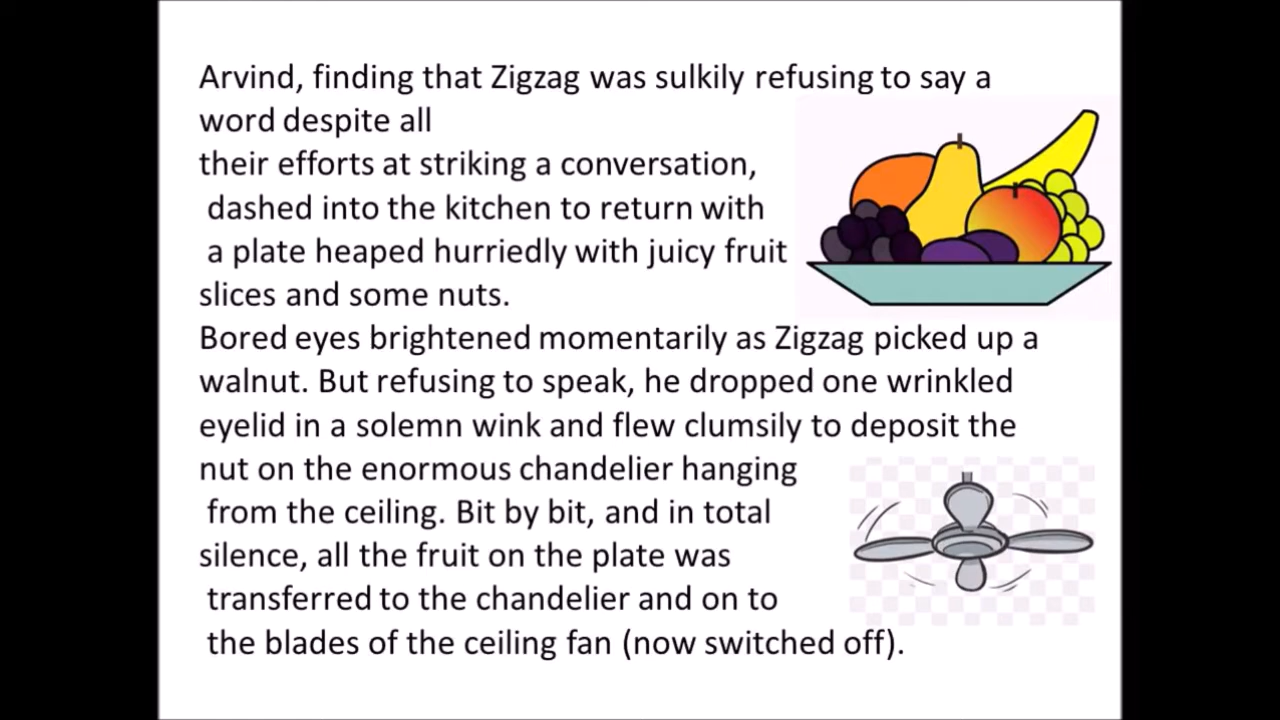 Arvind, finding that Zigzag was sulkily refusing to say a
word despite all
their efforts at striking a conversation,
dashed into the kitchen to return with
a plate heaped hurriedly with juicy fruit
slices and some nuts.
Bored eyes brightened momentarily as Zigzag picked up a
walnut. But refusing to speak, he dropped one wrinkled
eyelid in a solemn wink and flew clumsily to deposit the
nut on the enormous chandelier hanging
from the ceiling. Bit by bit, and in total
silence, all the fruit on the plate was
transferred to the chandelier and on to
the blades of the ceiling fan (now switched off).